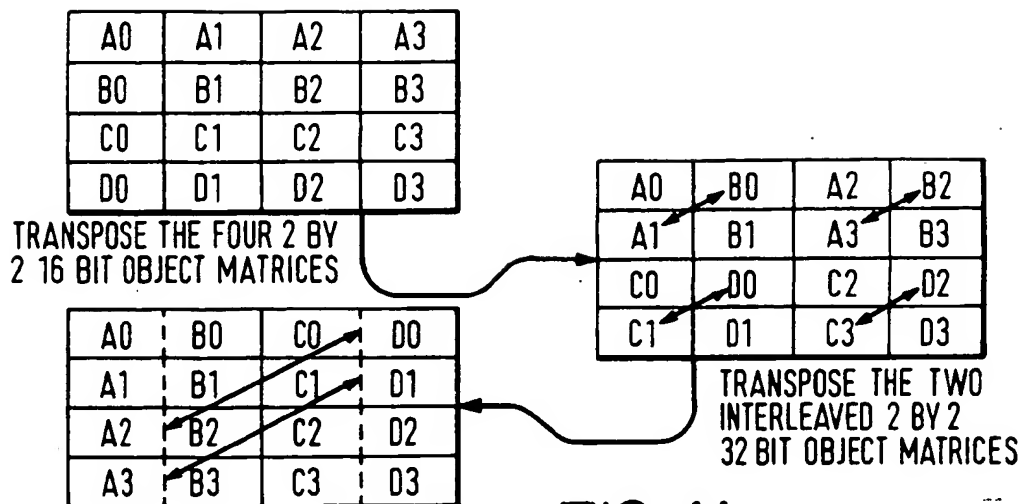 A0 A1 A2 A3
B0 B1 B2 B3
C0 C1 C2 C3
D0 D1 D2 D3
TRANSPOSE THE FOUR 2 BY
2 16 BIT OBJECT MATRICES
A0 B0 A2 B2
A1 B1 A3 B3
C0 D0 C2 D2
C1 D1 C3 D3
TRANSPOSE THE TWO
INTERLEAVED 2 BY 2
32 BIT OBJECT MATRICES
A0 B0 C0 D0
A1 B1 C1 D1
A2 B2 C2 D2
A3 B3 C3 D3